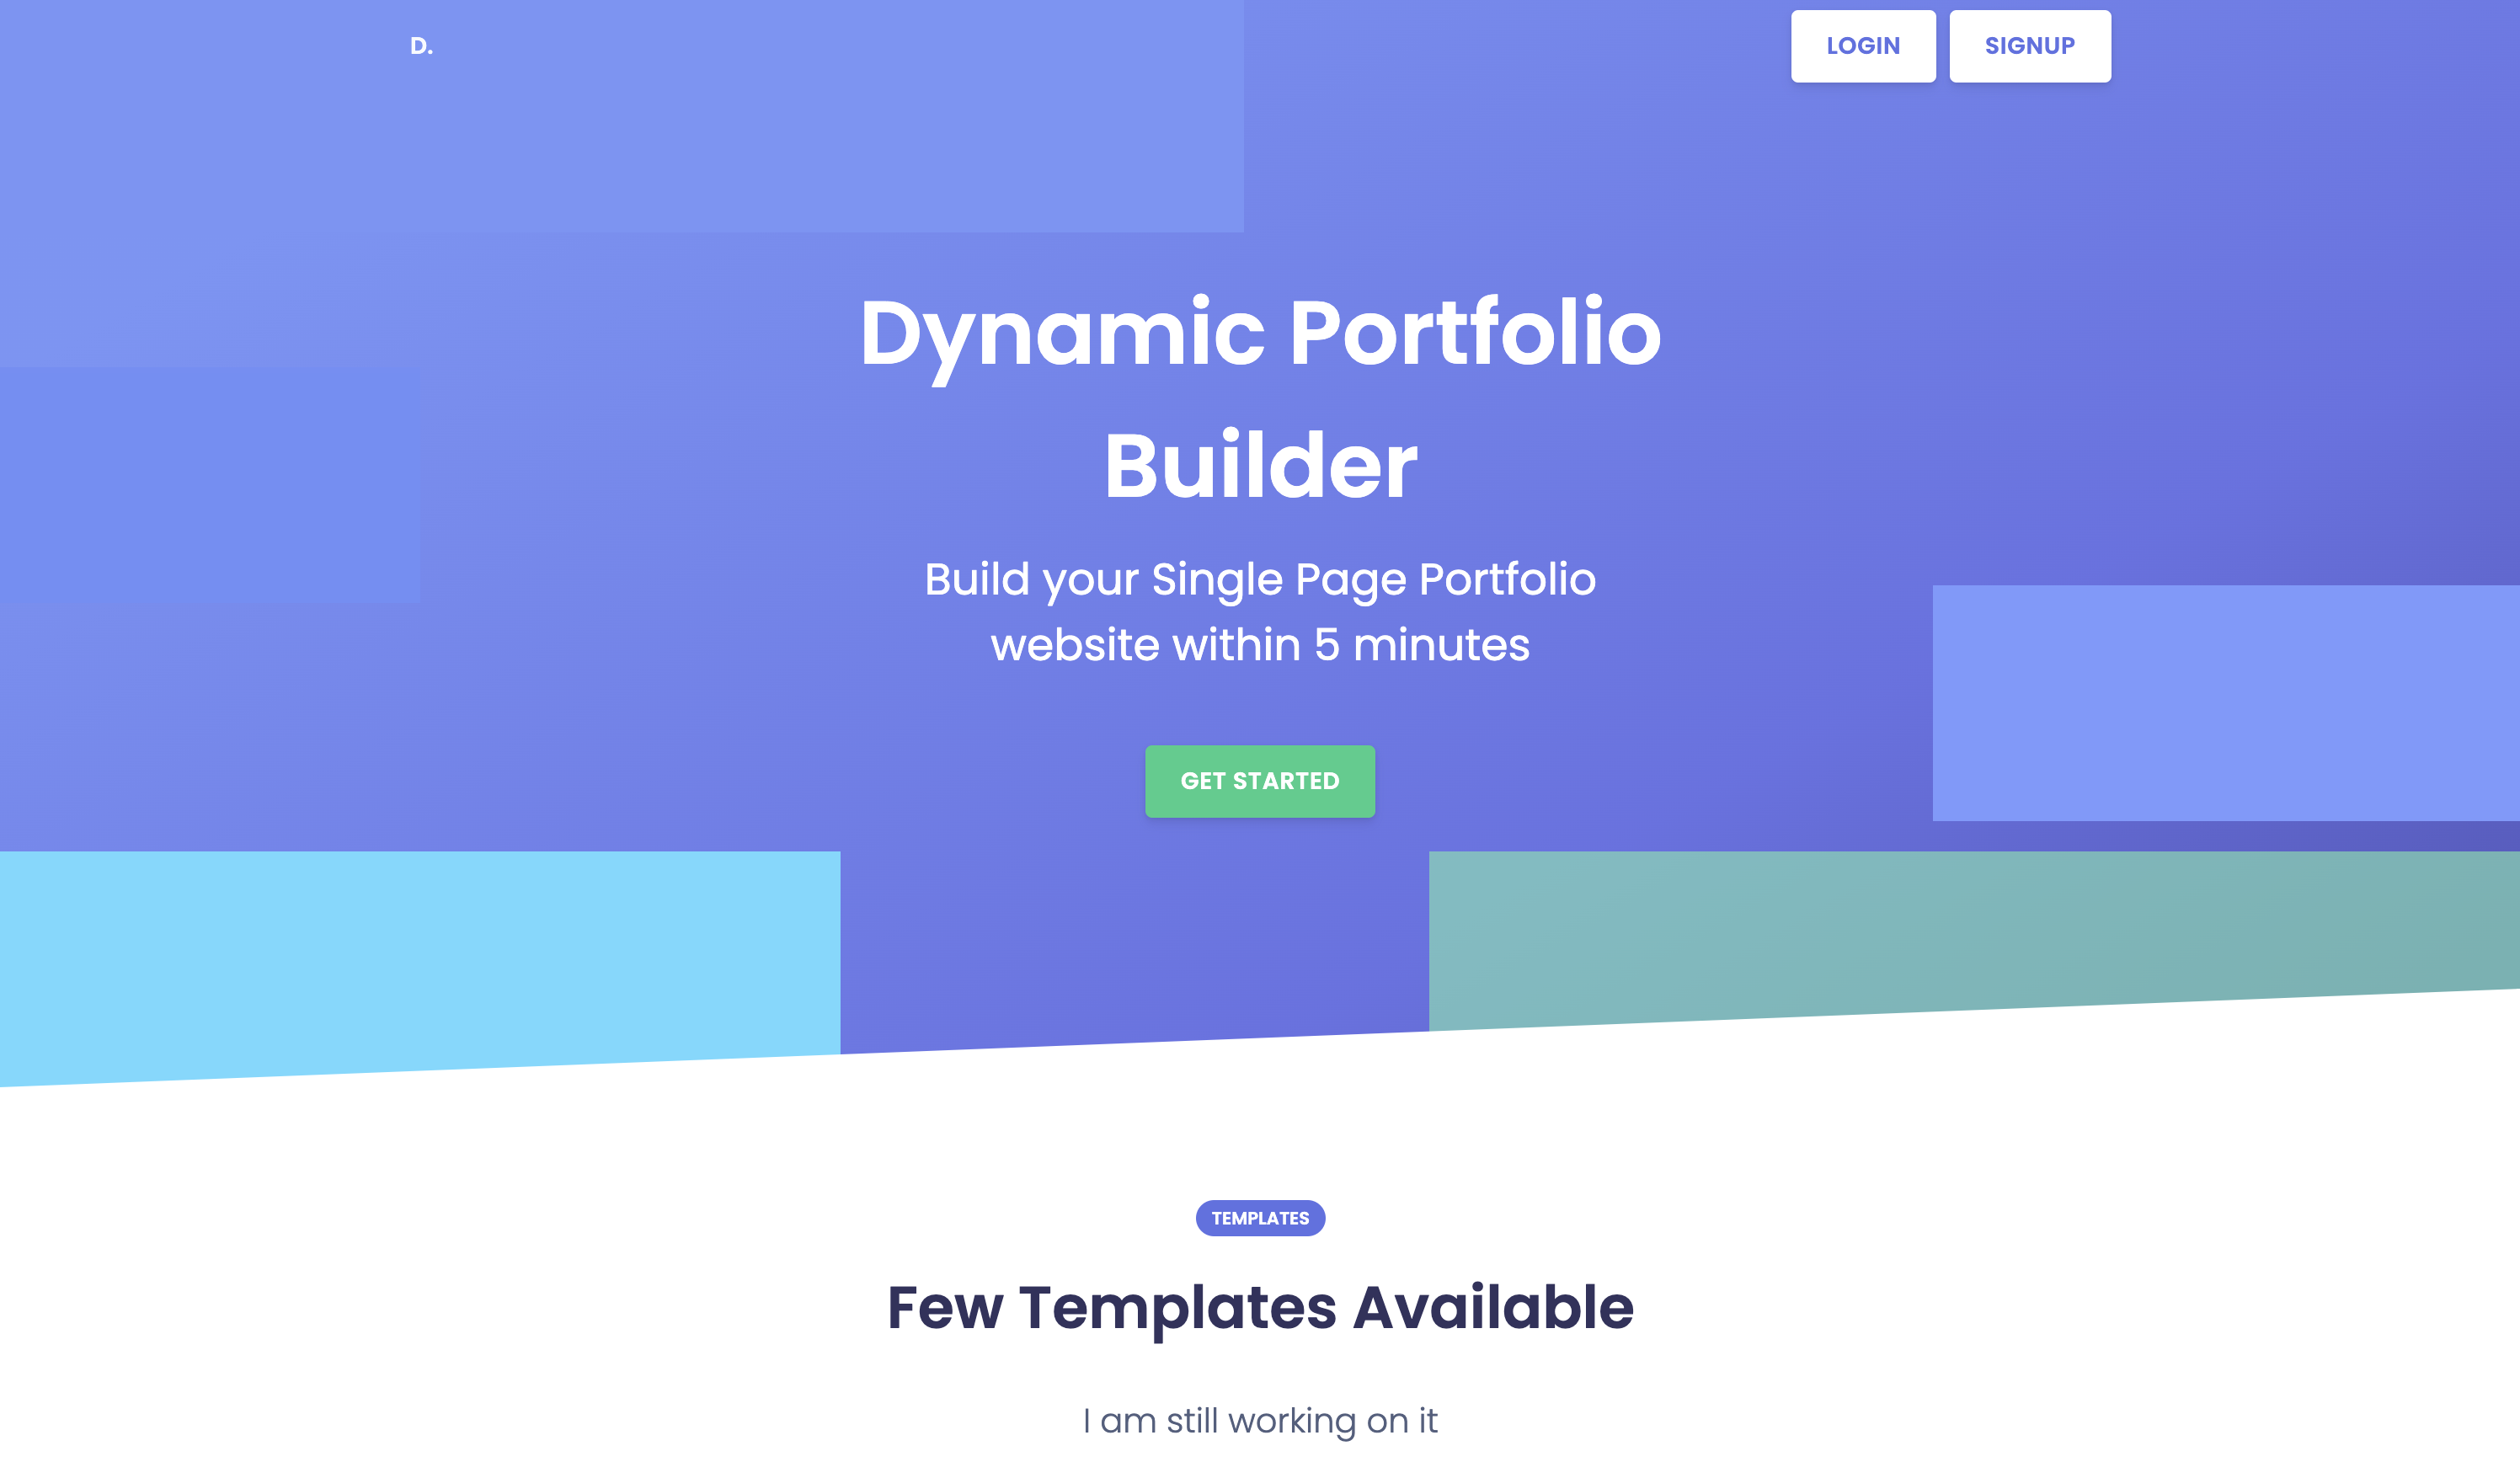 D.
LOGIN
SIGNUP
Dynamic Portfolio
Builder
Build your Single Page Portfolio
website within 5 minutes
GET STARTED
TEMPLATES
Few Templates Available
I am still working on it